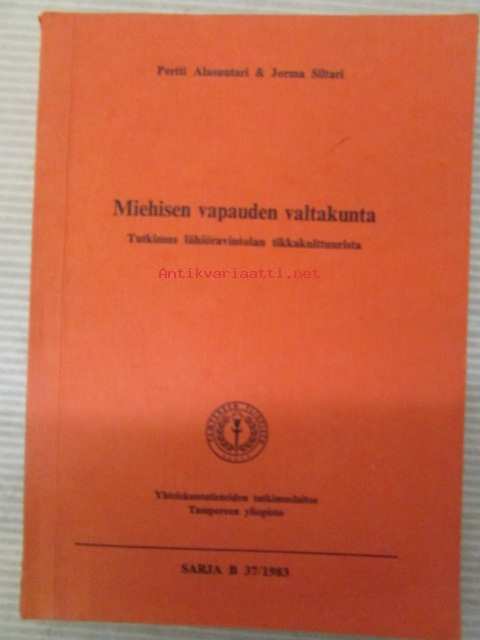 Pertti Alasuutari & Jorma Siltari
Miehisen vapauden valtakunta
Tutkimus lähiöravintolan tikkakulttuurista
Antikvariaatti.net
Yhteiskuntatieteiden tutkimuslaitos
Tampereen yliopisto
SARJA B 37/1983